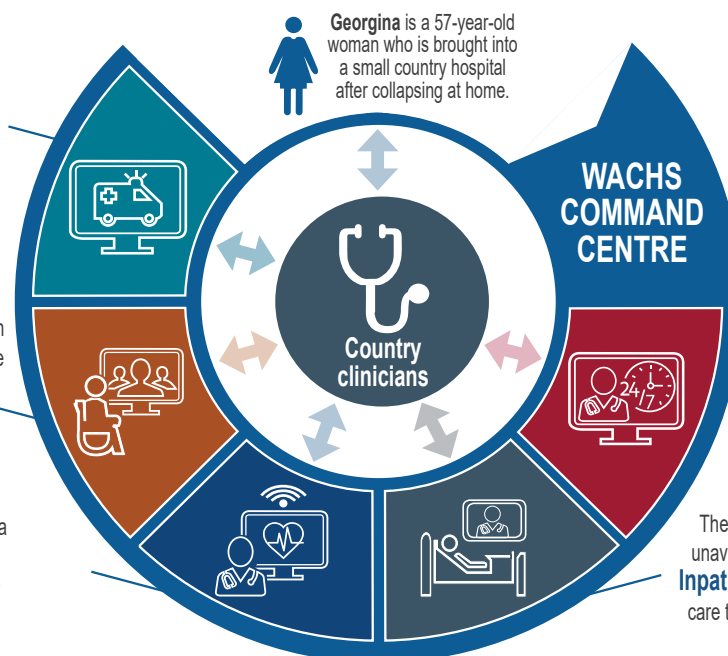 Georgina is a 57-year-old
woman who is brought into
a small country hospital
after collapsing at home.
WACHS
COMMAND
CENTRE
Country
clinicians
24/7
a
The
Inpat
care t